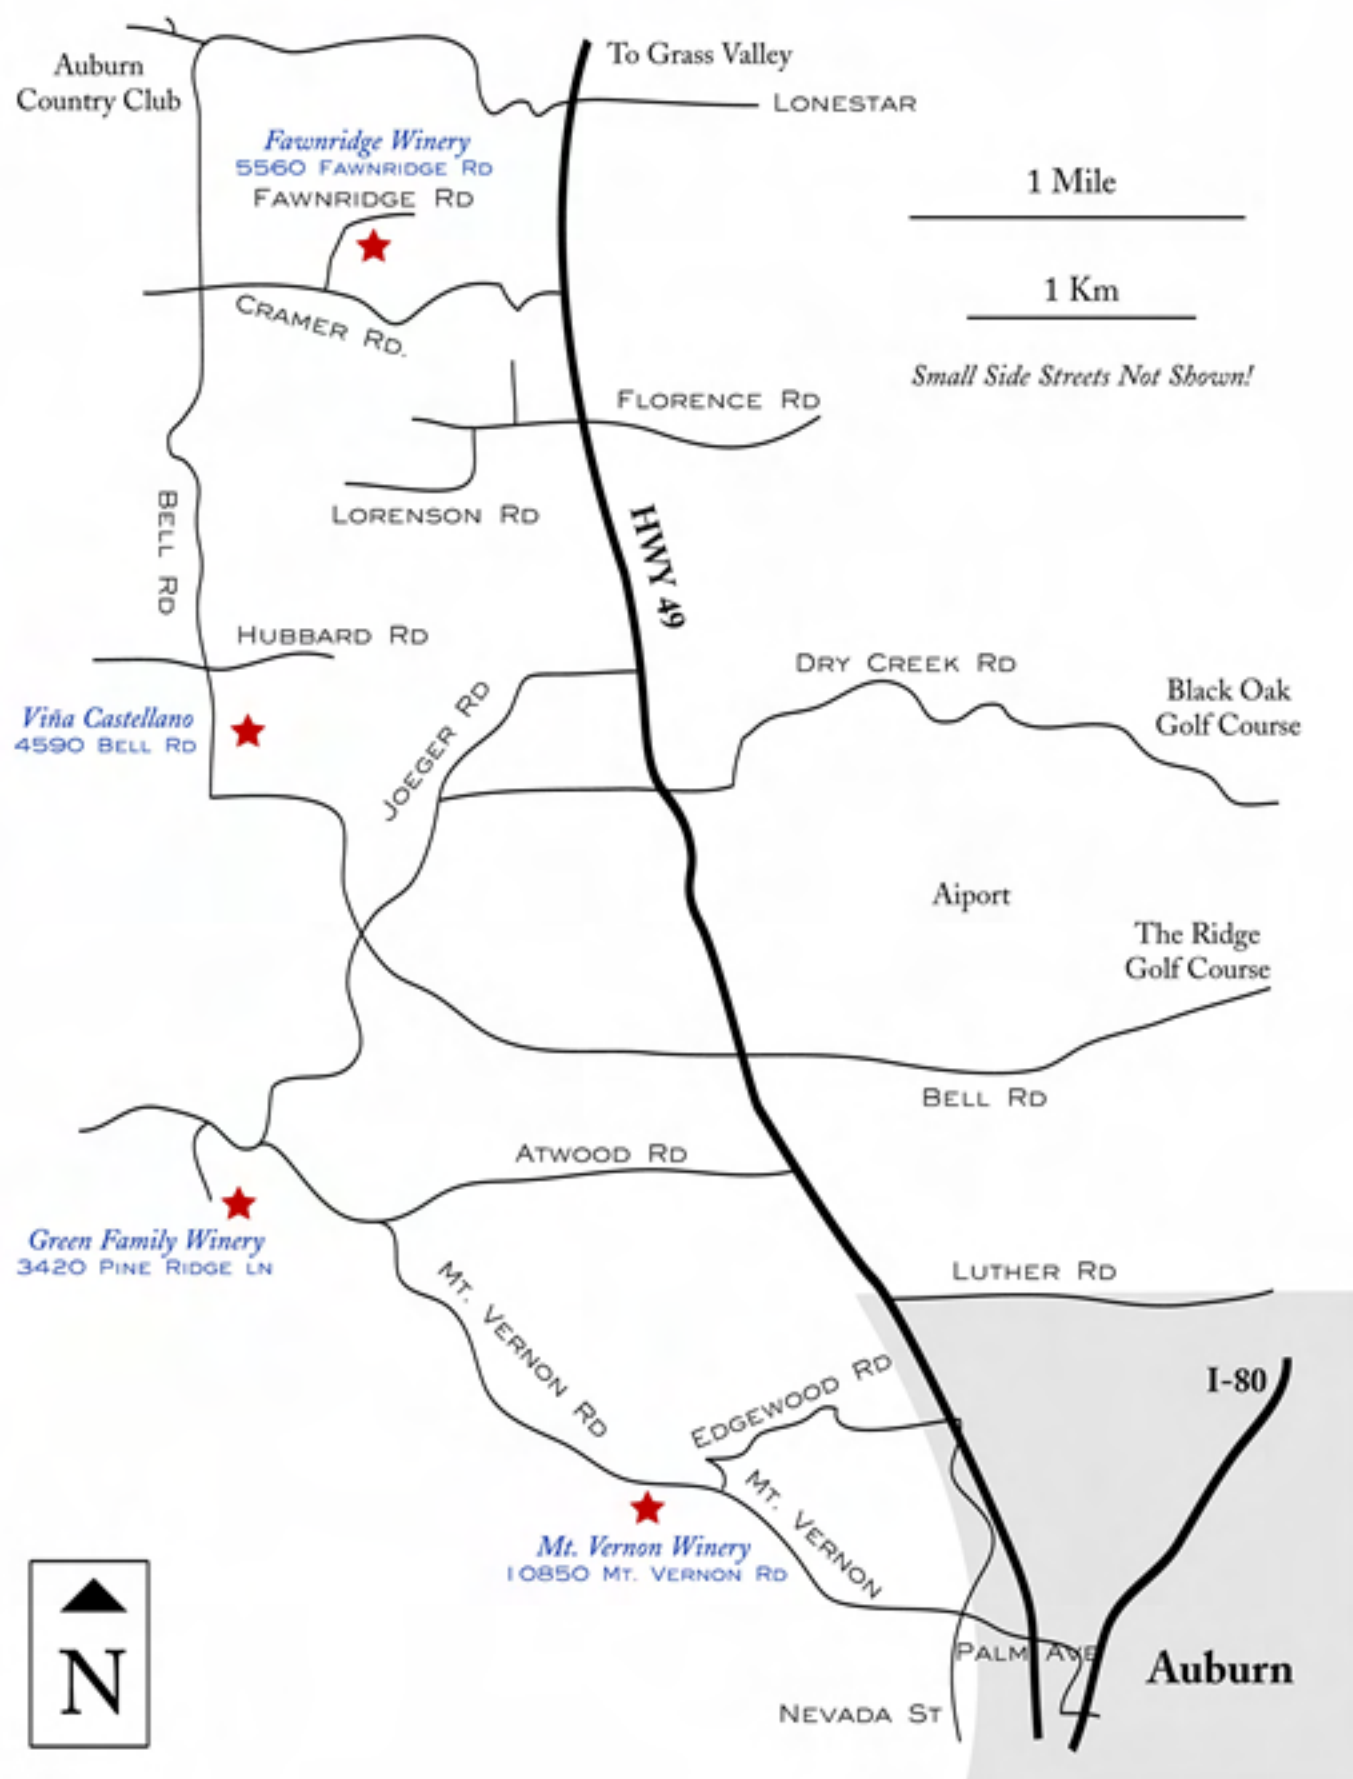 To Grass Valley
Auburn
Country Club
LONESTAR
Fawnridge Winery
5560 FAWNRIDGE RD
FAWNRIDGE RD
1 Mile
1 Km
CRAMER RD.
Small Side Streets Not Shown!
FLORENCE RD
BELL RD
LORENSON RD
HWY 49
HUBBARD RD
DRY CREEK RD
JOEGER RD
Black Oak
Golf Course
Viña Castellano
4590 BELL RD
Aiport
The Ridge
Golf Course
BELL RD
ATWOOD RD
Green Family Winery
3420 PINE RIDGE LN
LUTHER RD
MT. VERNON RD
EDGEWOOD RD
I-80
MT. VERNON
Mt. Vernon Winery
10850 MT. VERNON RD
PALM AVE
Auburn
N
NEVADA ST